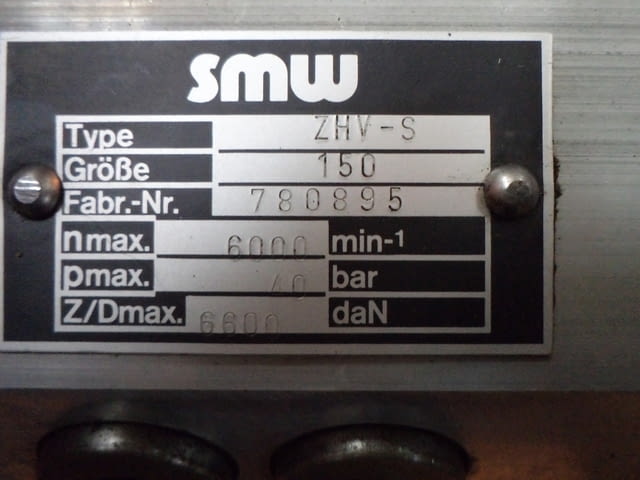 smw
Type ZHV-S
Größe 150
Fabr.-Nr. 780895
nmax. 6000 min-1
pmax. 40 bar
Z/Dmax. 6600 daN